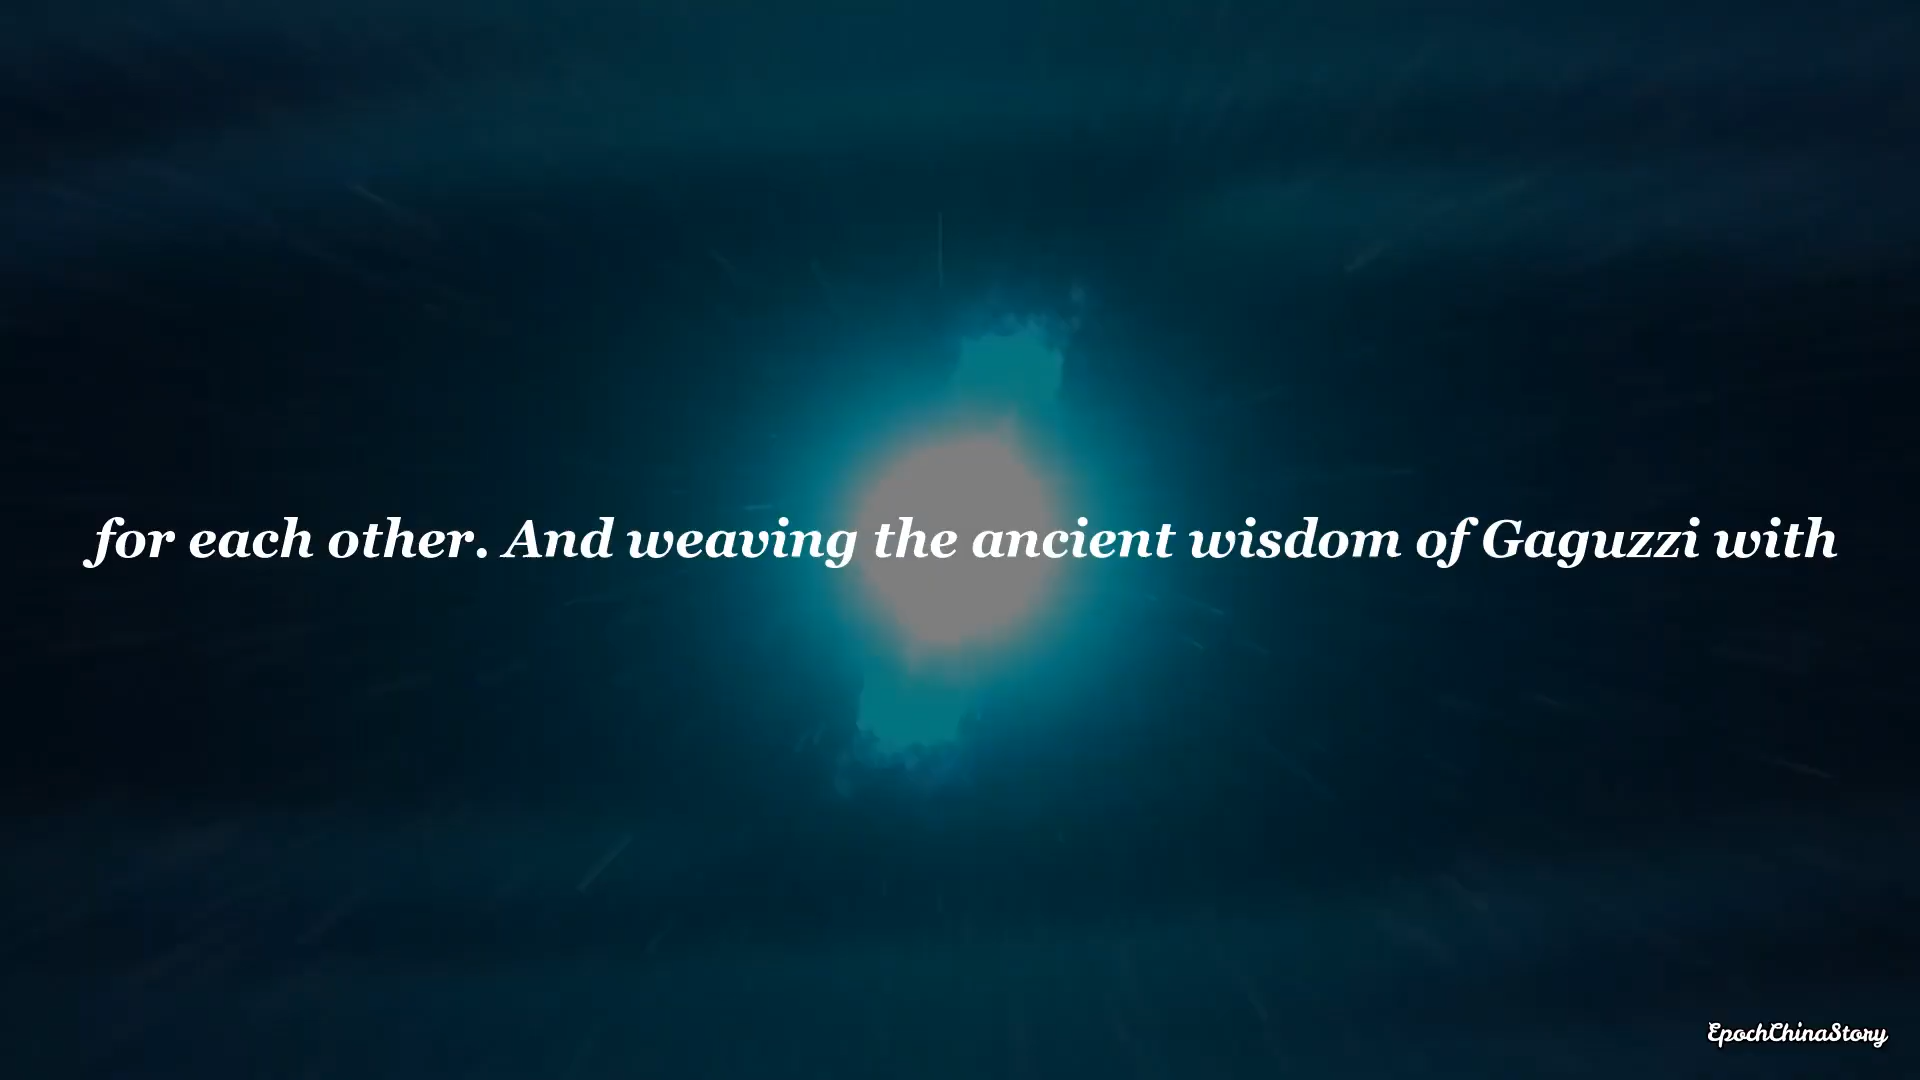 for each other. And weaving the ancient wisdom of Gaguzzi with
EpochChinaStory